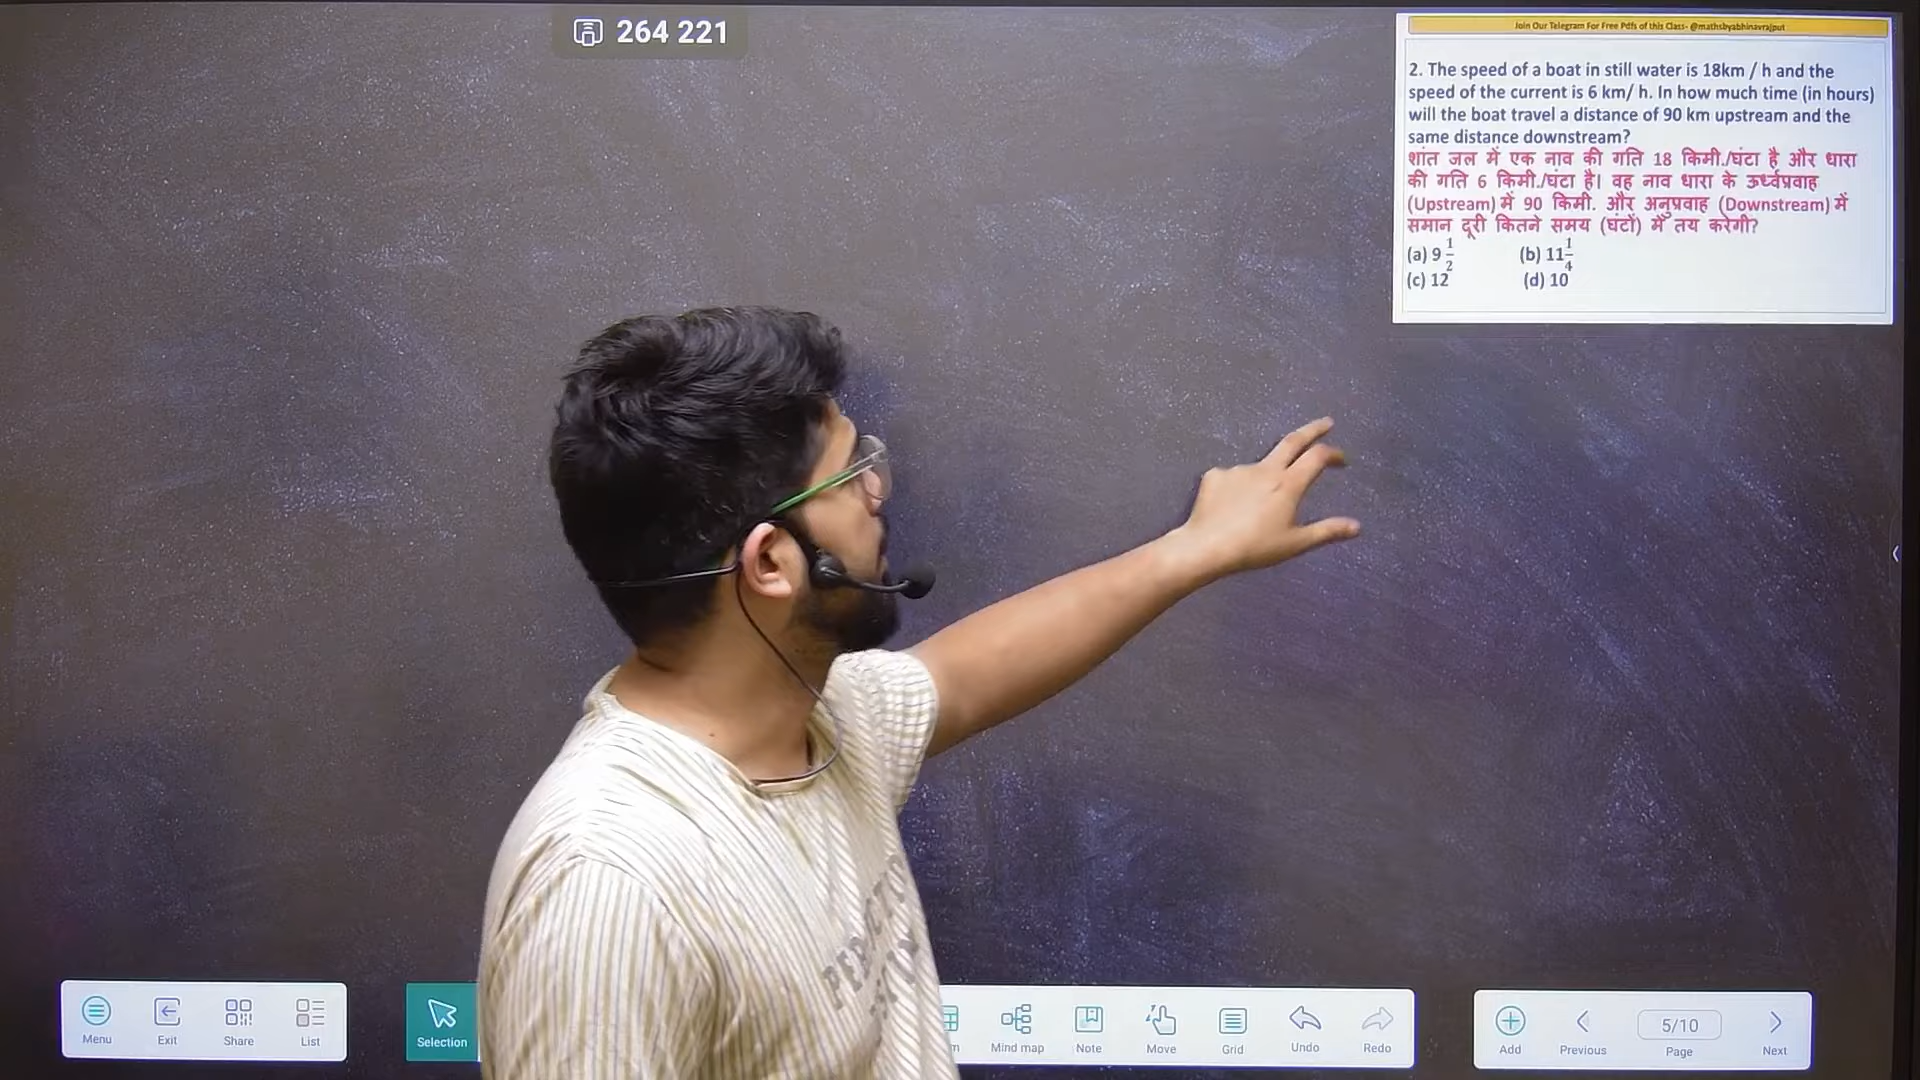 264 221
Join Our Telegram For Free Pdfs of this Class- @mathsbyabhinavrajput
2. The speed of a boat in still water is 18km / h and the
speed of the current is 6 km/ h. In how much time (in hours)
will the boat travel a distance of 90 km upstream and the
same distance downstream?
शांत जल में एक नाव की गति 18 किमी./घंटा है और धारा
की गति 6 किमी./घंटा है। वह नाव धारा के ऊर्ध्वप्रवाह
(Upstream) में 90 किमी. और अनुप्रवाह (Downstream) में
समान दूरी कितने समय (घंटों) में तय करेगी?
(a) 9 1/2 (b) 11 1/4
(c) 12 (d) 10
Menu Exit Share List Selection Mind map Note Move Grid Undo Redo Add Previous 5/10 Page Next